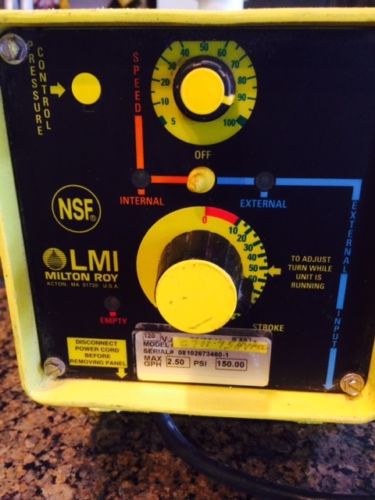 PRESSURE
CONTROL
SPEED
5 10 20 30 40 50 60 70 80 90 100
OFF
INTERNAL
EXTERNAL
NSF®
0 10 20 30 40 50 60
LMI
MILTON ROY
ACTON, MA 01720 U.S.A.
TO ADJUST
TURN WHILE
UNIT IS
RUNNING
EXTERNAL INPUT
EMPTY
STROKE
DISCONNECT
POWER CORD
BEFORE
REMOVING PANEL
120 V
MODEL
SERIAL# 08102673460-1
MAX GPH 2.50 PSI 150.00